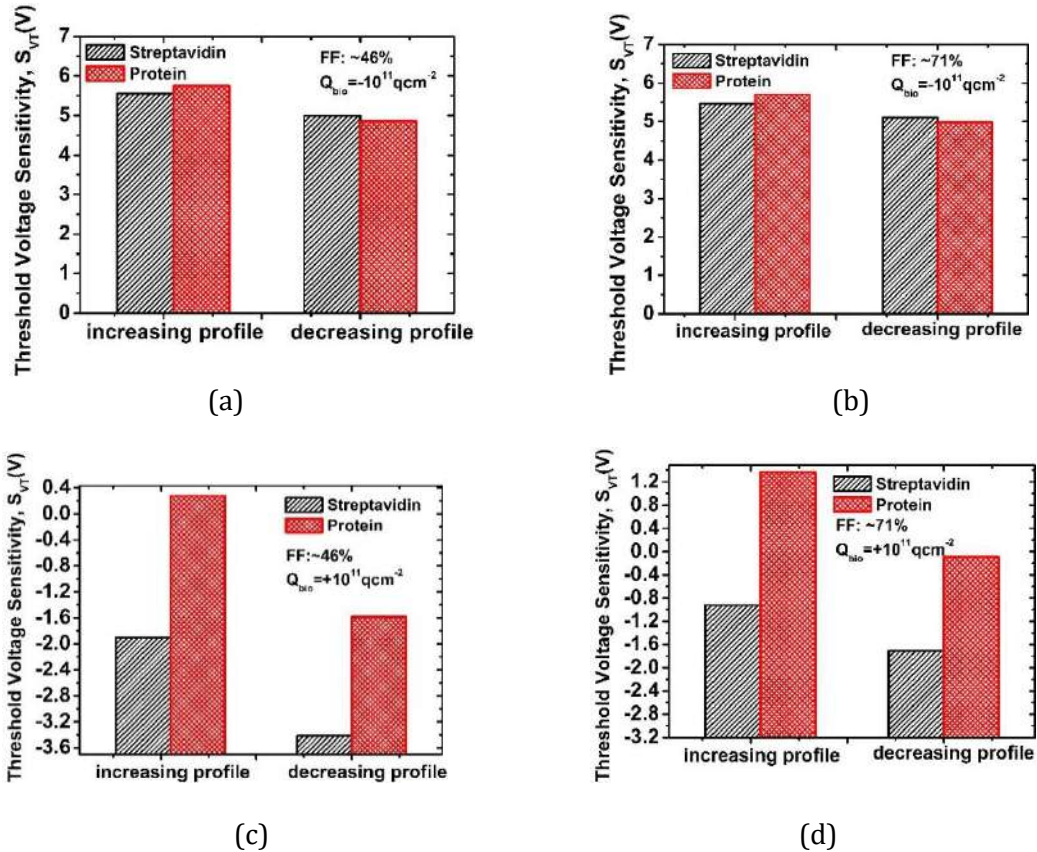 Threshold Voltage Sensitivity, S_VT(V)
7
6
5
4
3
2
1
0
Streptavidin
Protein
FF: ~46%
Q_bio=-10^11qcm^-2
increasing profile
decreasing profile
(a)
Threshold Voltage Sensitivity, S_VT(V)
7
6
5
4
3
2
1
0
Streptavidin
Protein
FF: ~71%
Q_bio=-10^11qcm^-2
increasing profile
decreasing profile
(b)
Threshold Voltage Sensitivity, S_VT(V)
0.4
0.0
-0.4
-0.8
-1.2
-1.6
-2.0
-2.4
-2.8
-3.2
-3.6
Streptavidin
Protein
FF:~46%
Q_bio=+10^11qcm^-2
increasing profile
decreasing profile
(c)
Threshold Voltage Sensitivity, S_VT(V)
1.2
0.8
0.4
0.0
-0.4
-0.8
-1.2
-1.6
-2.0
-2.4
-2.8
-3.2
Streptavidin
Protein
FF: ~71%
Q_bio=+10^11qcm^-2
increasing profile
decreasing profile
(d)